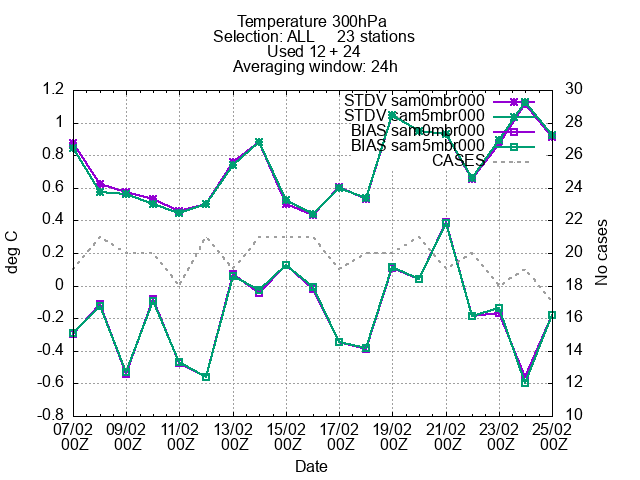 Temperature 300hPa
Selection: ALL 23 stations
Used 12 + 24
Averaging window: 24h
STDV sam0mbr000
STDV sam5mbr000
BIAS sam0mbr000
BIAS sam5mbr000
CASES
deg C
1.2
1
0.8
0.6
0.4
0.2
0
-0.2
-0.4
-0.6
-0.8
No cases
30
28
26
24
22
20
18
16
14
12
10
07/02 09/02 11/02 13/02 15/02 17/02 19/02 21/02 23/02 25/02
00Z 00Z 00Z 00Z 00Z 00Z 00Z 00Z 00Z 00Z
Date